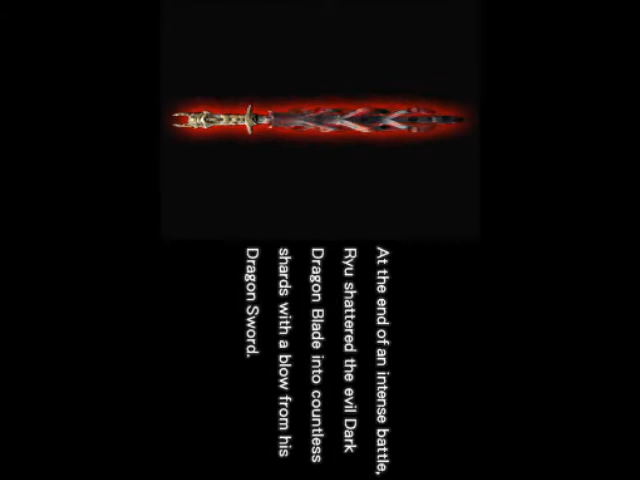 At the end of an intense battle,
Ryu shattered the evil Dark
Dragon Blade into countless
shards with a blow from his
Dragon Sword.